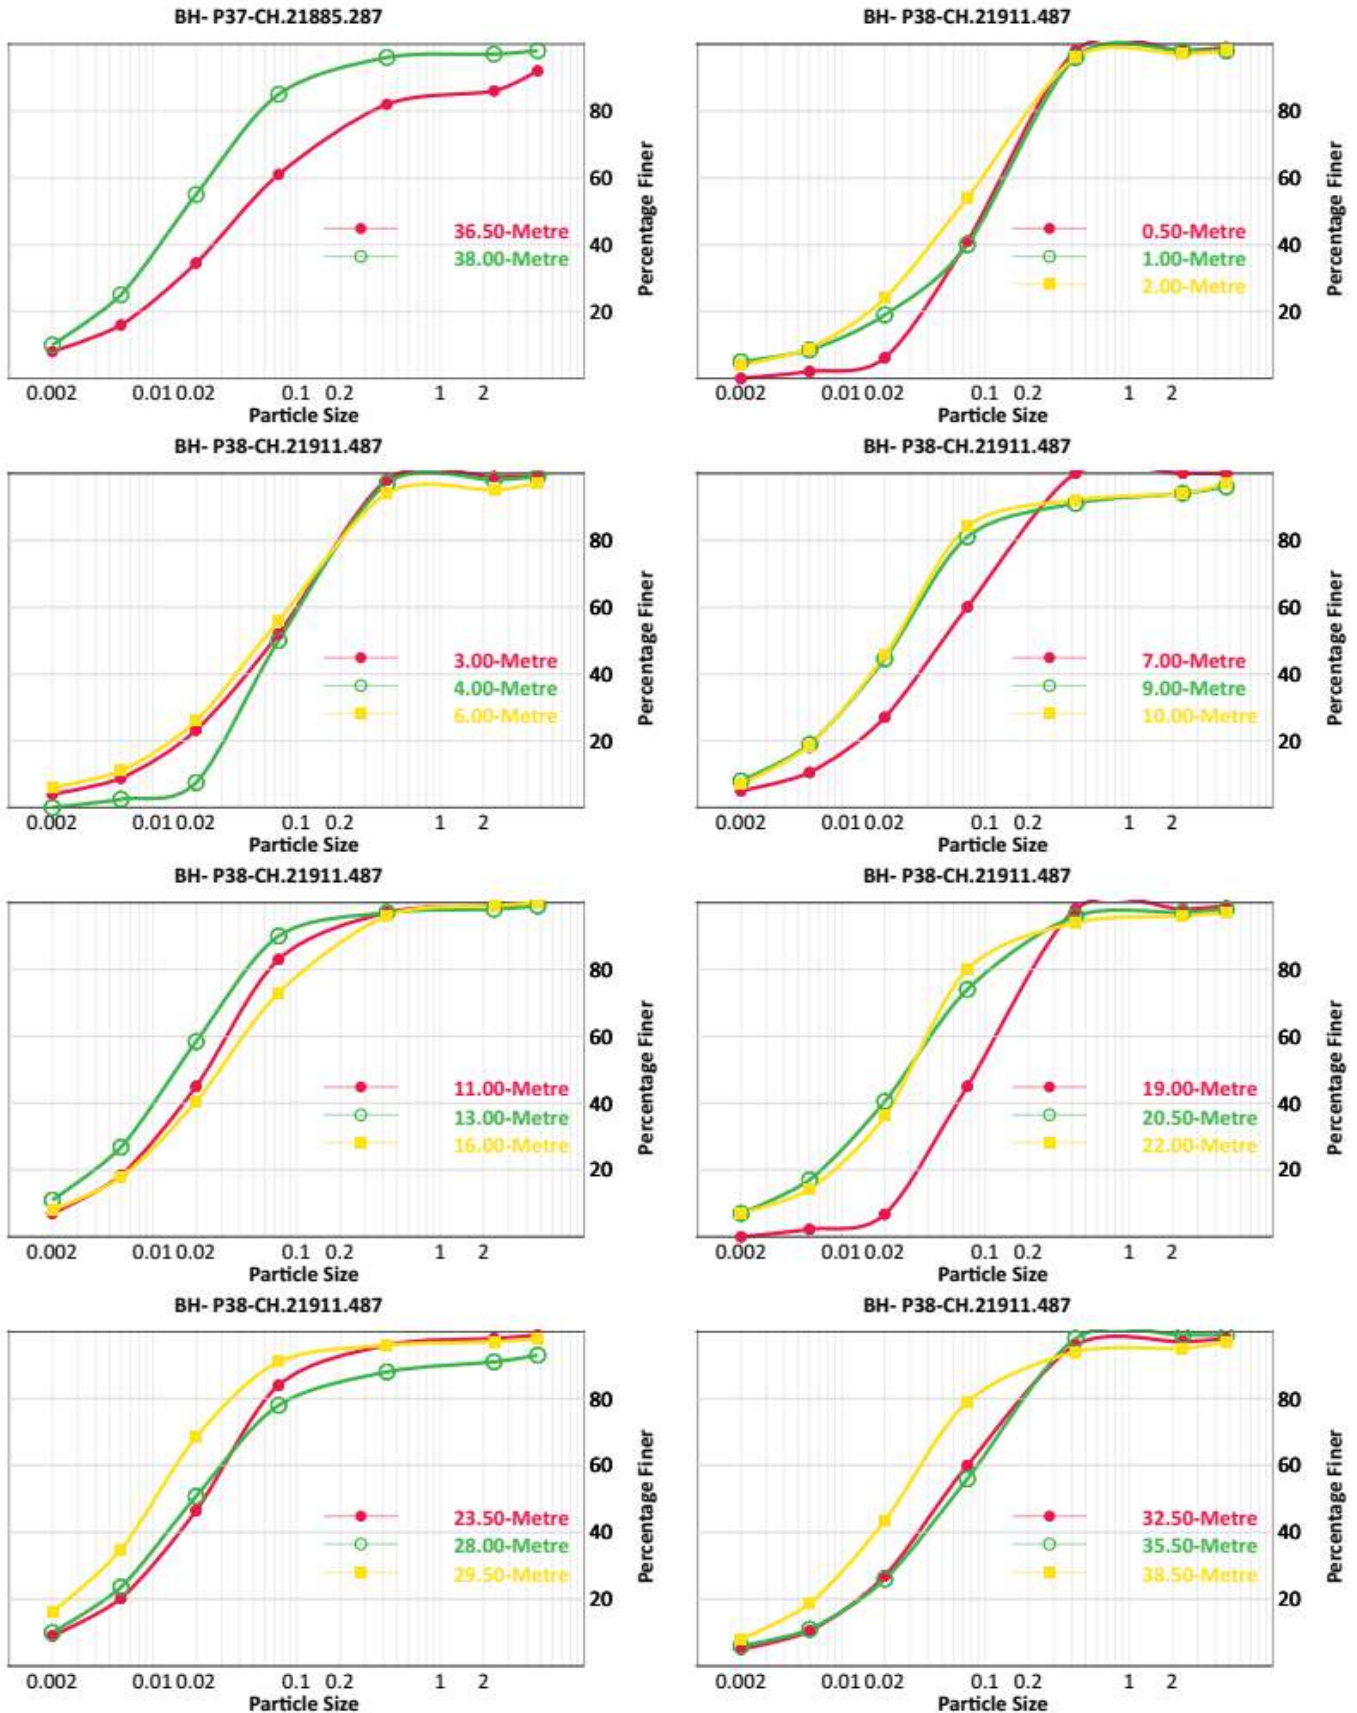 BH- P37-CH.21885.287
80
60
40
20
Percentage Finer
36.50-Metre
38.00-Metre
0.002 0.01 0.02 0.1 0.2 1 2
Particle Size
BH- P38-CH.21911.487
80
60
40
20
Percentage Finer
0.50-Metre
1.00-Metre
2.00-Metre
0.002 0.01 0.02 0.1 0.2 1 2
Particle Size
BH- P38-CH.21911.487
80
60
40
20
Percentage Finer
3.00-Metre
4.00-Metre
6.00-Metre
0.002 0.01 0.02 0.1 0.2 1 2
Particle Size
BH- P38-CH.21911.487
80
60
40
20
Percentage Finer
7.00-Metre
9.00-Metre
10.00-Metre
0.002 0.01 0.02 0.1 0.2 1 2
Particle Size
BH- P38-CH.21911.487
80
60
40
20
Percentage Finer
11.00-Metre
13.00-Metre
16.00-Metre
0.002 0.01 0.02 0.1 0.2 1 2
Particle Size
BH- P38-CH.21911.487
80
60
40
20
Percentage Finer
19.00-Metre
20.50-Metre
22.00-Metre
0.002 0.01 0.02 0.1 0.2 1 2
Particle Size
BH- P38-CH.21911.487
80
60
40
20
Percentage Finer
23.50-Metre
28.00-Metre
29.50-Metre
0.002 0.01 0.02 0.1 0.2 1 2
Particle Size
BH- P38-CH.21911.487
80
60
40
20
Percentage Finer
32.50-Metre
35.50-Metre
38.50-Metre
0.002 0.01 0.02 0.1 0.2 1 2
Particle Size